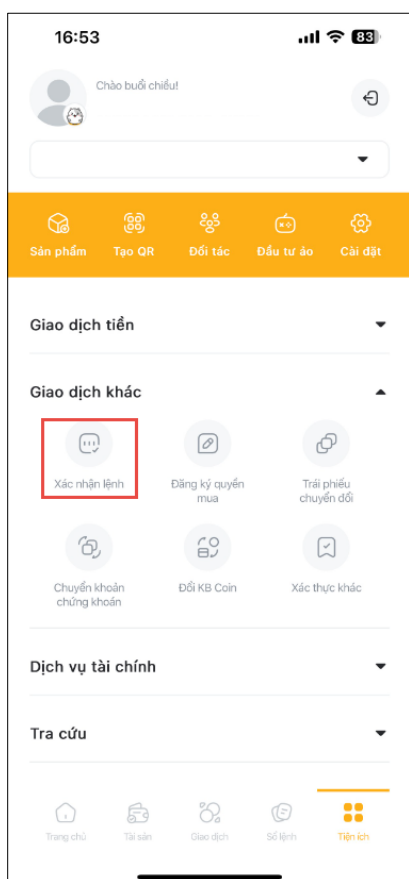 16:53
83
Chào buổi chiều!
Sản phẩm
Tạo QR
Đối tác
Đầu tư ảo
Cài đặt
Giao dịch tiền
Giao dịch khác
Xác nhận lệnh
Đăng ký quyền
mua
Trái phiếu
chuyển đổi
Chuyển khoản
chứng khoán
Đổi KB Coin
Xác thực khác
Dịch vụ tài chính
Tra cứu
Trang chủ
Tài sản
Giao dịch
Sổ lệnh
Tiện ích